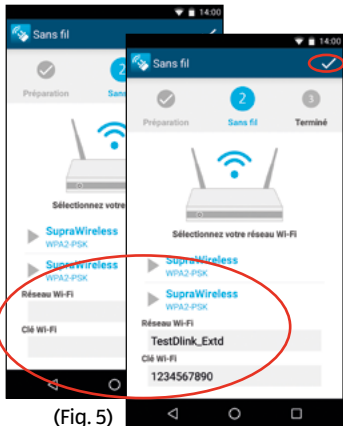 14:00
Sans fil
2
Préparation Sans
Sélectionnez votre
SupraWireless
WPA2-PSK
SupraWireless
WPA2-PSK
Réseau Wi-Fi
Clé Wi-Fi
(Fig. 5)
14:00
Sans fil
2 3
Préparation Sans fil Terminé
Sélectionnez votre réseau Wi-Fi
SupraWireless
WPA2-PSK
SupraWireless
WPA2-PSK
Réseau Wi-Fi
TestDlink_Extd
Clé Wi-Fi
1234567890